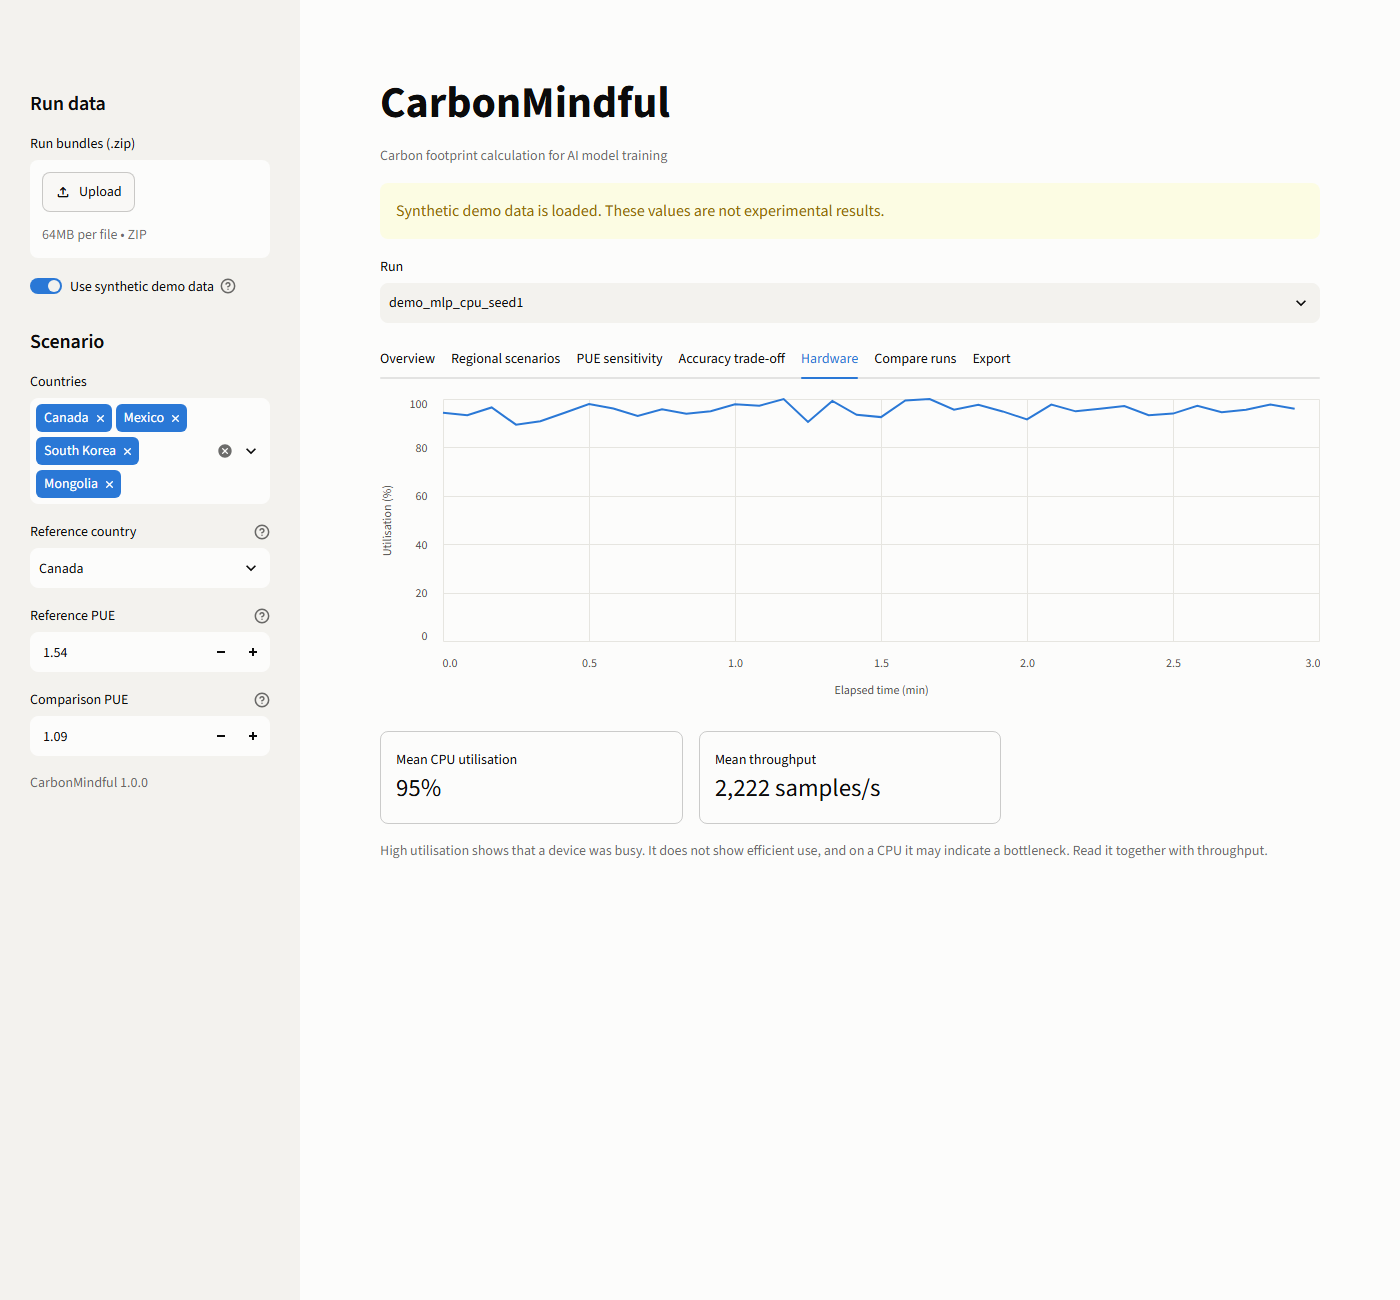 Run data
Run bundles (.zip)
Upload
64MB per file • ZIP
Use synthetic demo data
Scenario
Countries
Canada × Mexico ×
South Korea ×
Mongolia ×
Reference country
Canada
Reference PUE
1.54
Comparison PUE
1.09
CarbonMindful 1.0.0
CarbonMindful
Carbon footprint calculation for AI model training
Synthetic demo data is loaded. These values are not experimental results.
Run
demo_mlp_cpu_seed1
Overview Regional scenarios PUE sensitivity Accuracy trade-off Hardware Compare runs Export
100
80
60
40
20
0
Utilisation (%)
0.0 0.5 1.0 1.5 2.0 2.5 3.0
Elapsed time (min)
Mean CPU utilisation
95%
Mean throughput
2,222 samples/s
High utilisation shows that a device was busy. It does not show efficient use, and on a CPU it may indicate a bottleneck. Read it together with throughput.